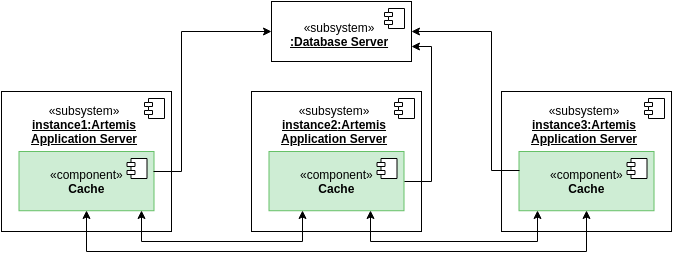 «subsystem»
:Database Server
«subsystem»
instance1:Artemis
Application Server
«component»
Cache
«subsystem»
instance2:Artemis
Application Server
«component»
Cache
«subsystem»
instance3:Artemis
Application Server
«component»
Cache